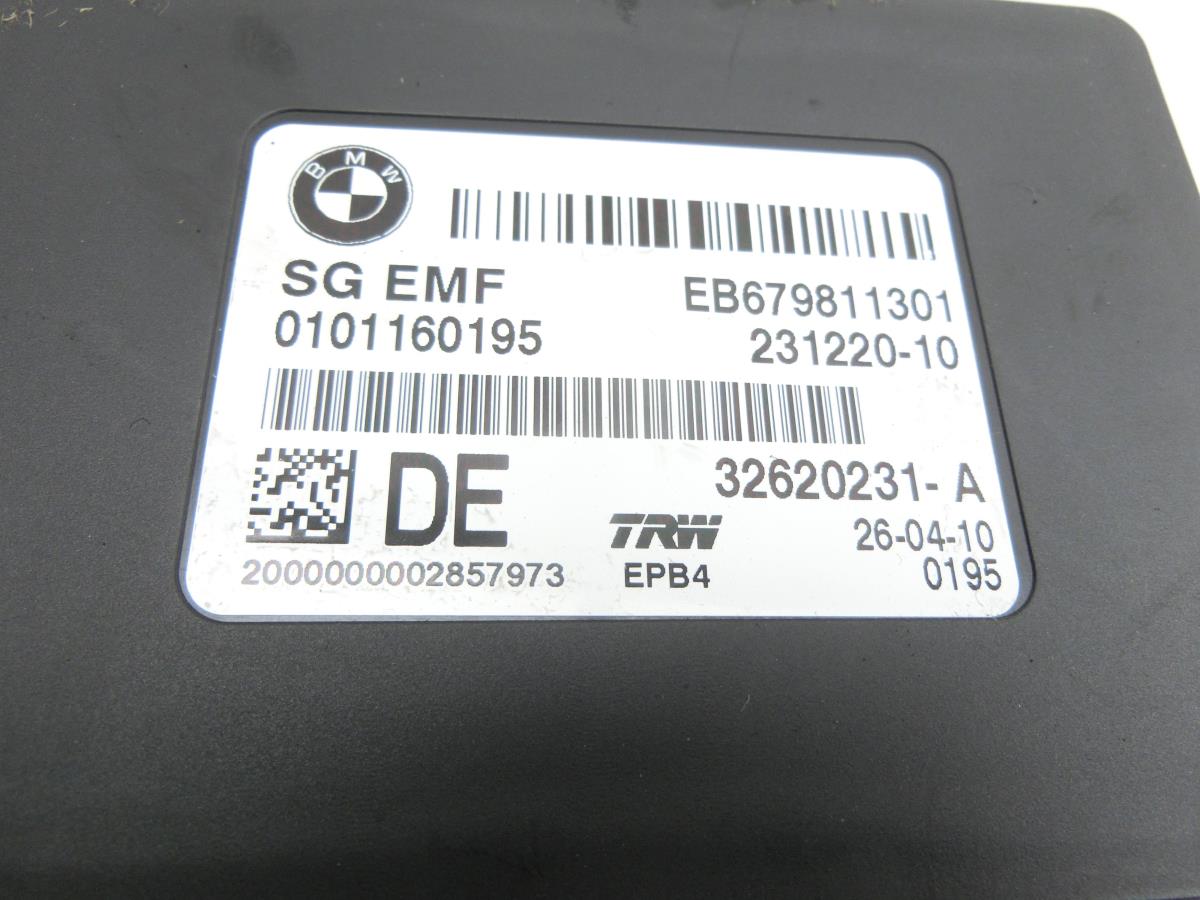 BMW
SG EMF EB679811301
0101160195 231220-10
DE 32620231- A
TRW 26-04-10
2000000002857973 EPB4 0195